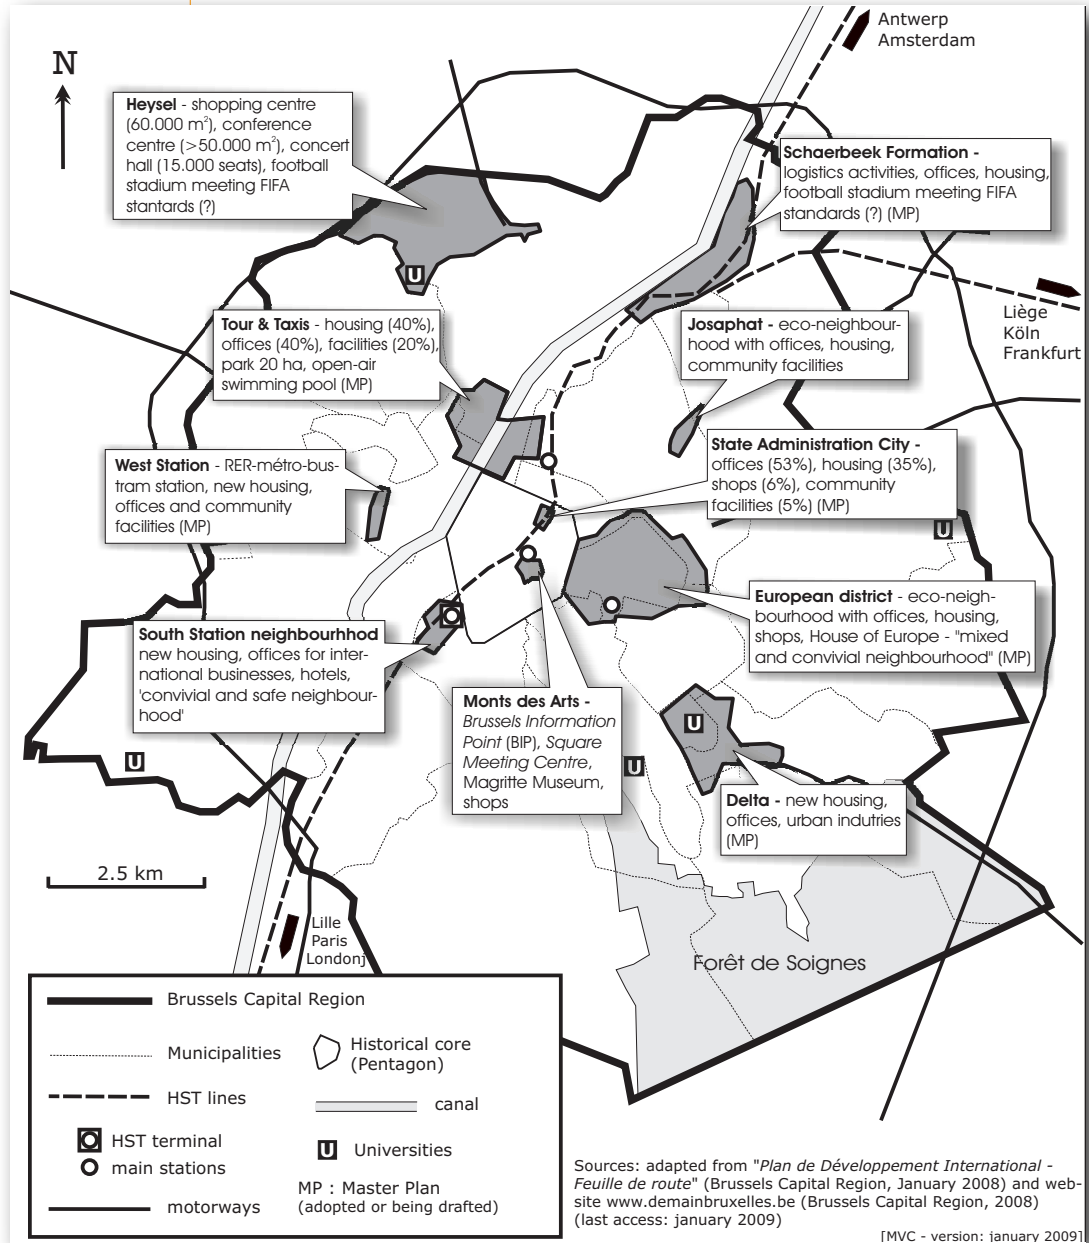 Antwerp
Amsterdam
N
Heysel - shopping centre
(60.000 m²), conference
centre (>50.000 m²), concert
hall (15.000 seats), football
stadium meeting FIFA
stantards (?)
Schaerbeek Formation -
logistics activities, offices, housing,
football stadium meeting FIFA
standards (?) (MP)
U
Liège
Köln
Frankfurt
Tour & Taxis - housing (40%),
offices (40%), facilities (20%),
park 20 ha, open-air
swimming pool (MP)
Josaphat - eco-neighbour-
hood with offices, housing,
community facilities
State Administration City -
offices (53%), housing (35%),
shops (6%), community
facilities (5%) (MP)
West Station - RER-métro-bus-
tram station, new housing,
offices and community
facilities (MP)
U
European district - eco-neigh-
bourhood with offices, housing,
shops, House of Europe - "mixed
and convivial neighbourhood" (MP)
South Station neighbourhhod
new housing, offices for inter-
national businesses, hotels,
'convivial and safe neighbour-
hood'
Monts des Arts -
Brussels Information
Point (BIP), Square
Meeting Centre,
Magritte Museum,
shops
U
U
U
Delta - new housing,
offices, urban indutries
(MP)
2.5 km
Lille
Paris
Londonj
Forêt de Soignes
Brussels Capital Region
Municipalities
Historical core
(Pentagon)
HST lines
canal
HST terminal
main stations
U Universities
motorways
MP : Master Plan
(adopted or being drafted)
Sources: adapted from "Plan de Développement International -
Feuille de route" (Brussels Capital Region, January 2008) and web-
site www.demainbruxelles.be (Brussels Capital Region, 2008)
(last access: january 2009)
[MVC - version: january 2009]